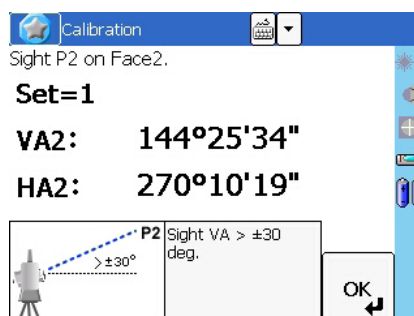 Calibration
Sight P2 on Face2.
Set=1
VA2: 144°25'34"
HA2: 270°10'19"
P2
>±30°
Sight VA > ±30
deg.
OK